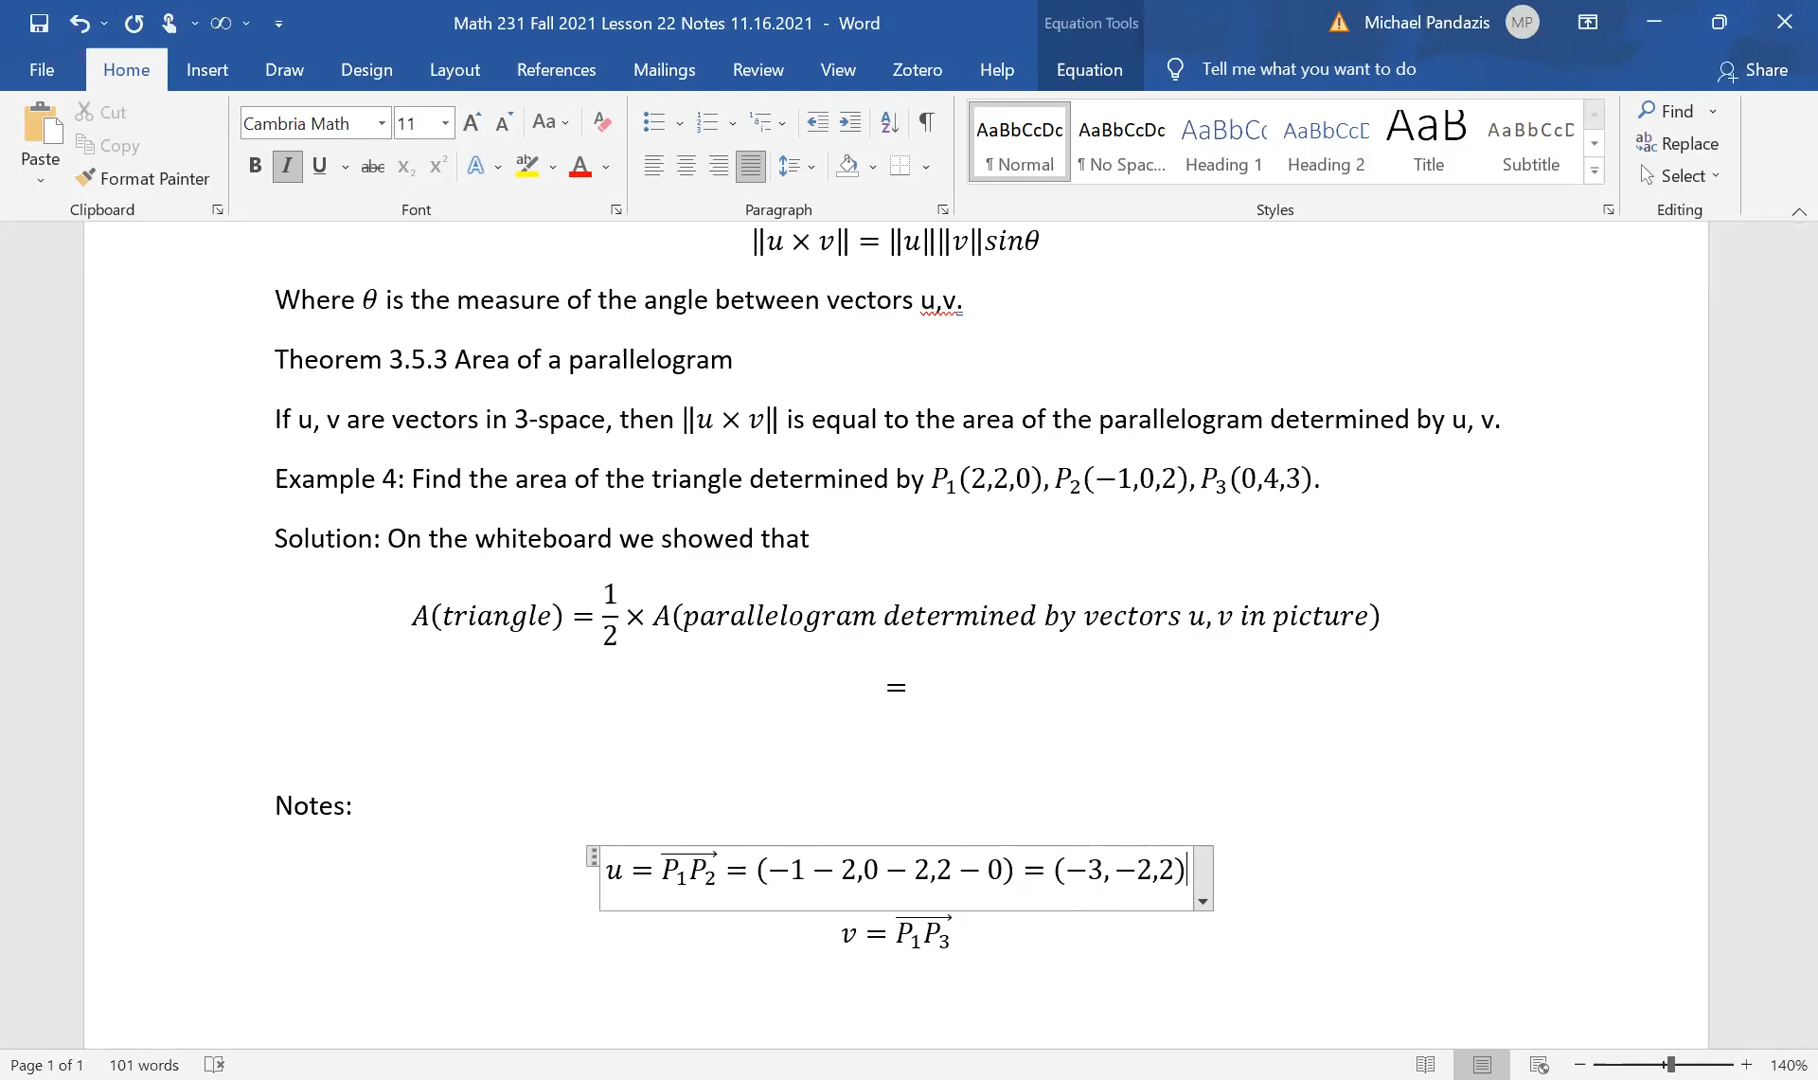 Math 231 Fall 2021 Lesson 22 Notes 11.16.2021 - Word
Equation Tools
Michael Pandazis
MP
File Home Insert Draw Design Layout References Mailings Review View Zotero Help Equation Tell me what you want to do Share
Paste
Cut
Copy
Format Painter
Clipboard
Cambria Math 11
Aa
B I U abc x₂ x²
Font
Paragraph
AaBbCcDc AaBbCcDc AaBbCc AaBbCcD AaB AaBbCcD
¶ Normal ¶ No Spac... Heading 1 Heading 2 Title Subtitle
Styles
Find
Replace
Select
Editing
‖u × v‖ = ‖u‖‖v‖sinθ
Where θ is the measure of the angle between vectors u,v.
Theorem 3.5.3 Area of a parallelogram
If u, v are vectors in 3-space, then ‖u × v‖ is equal to the area of the parallelogram determined by u, v.
Example 4: Find the area of the triangle determined by P₁(2,2,0), P₂(−1,0,2), P₃(0,4,3).
Solution: On the whiteboard we showed that
A(triangle) = 1/2 × A(parallelogram determined by vectors u, v in picture)
=
Notes:
u = P₁P₂⃗ = (−1 − 2,0 − 2,2 − 0) = (−3, −2,2)
v = P₁P₃⃗
Page 1 of 1 101 words 140%